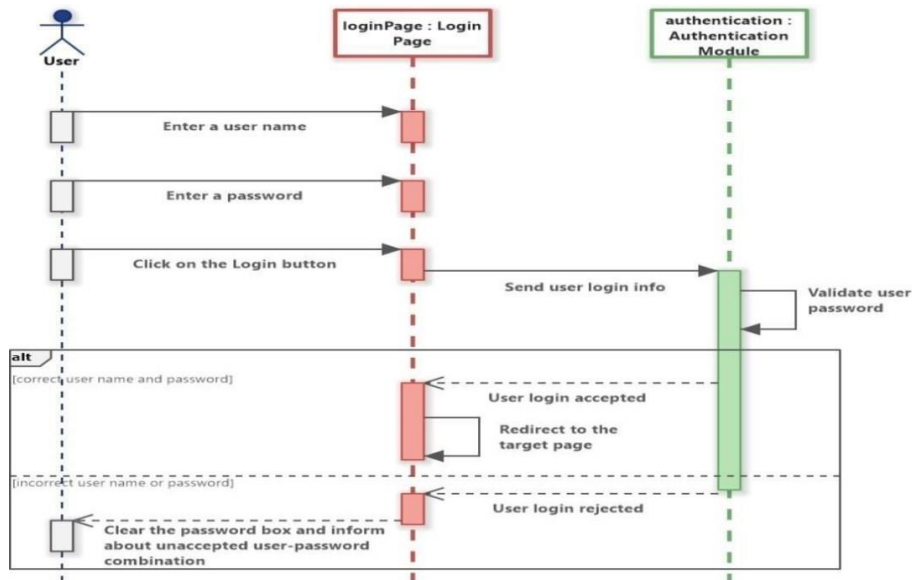 loginPage : Login
Page
authentication :
Authentication
Module
User
Enter a user name
Enter a password
Click on the Login button
Send user login info
Validate user
password
alt
[correct user name and password]
User login accepted
Redirect to the
target page
[incorrect user name or password]
User login rejected
Clear the password box and inform
about unaccepted user-password
combination